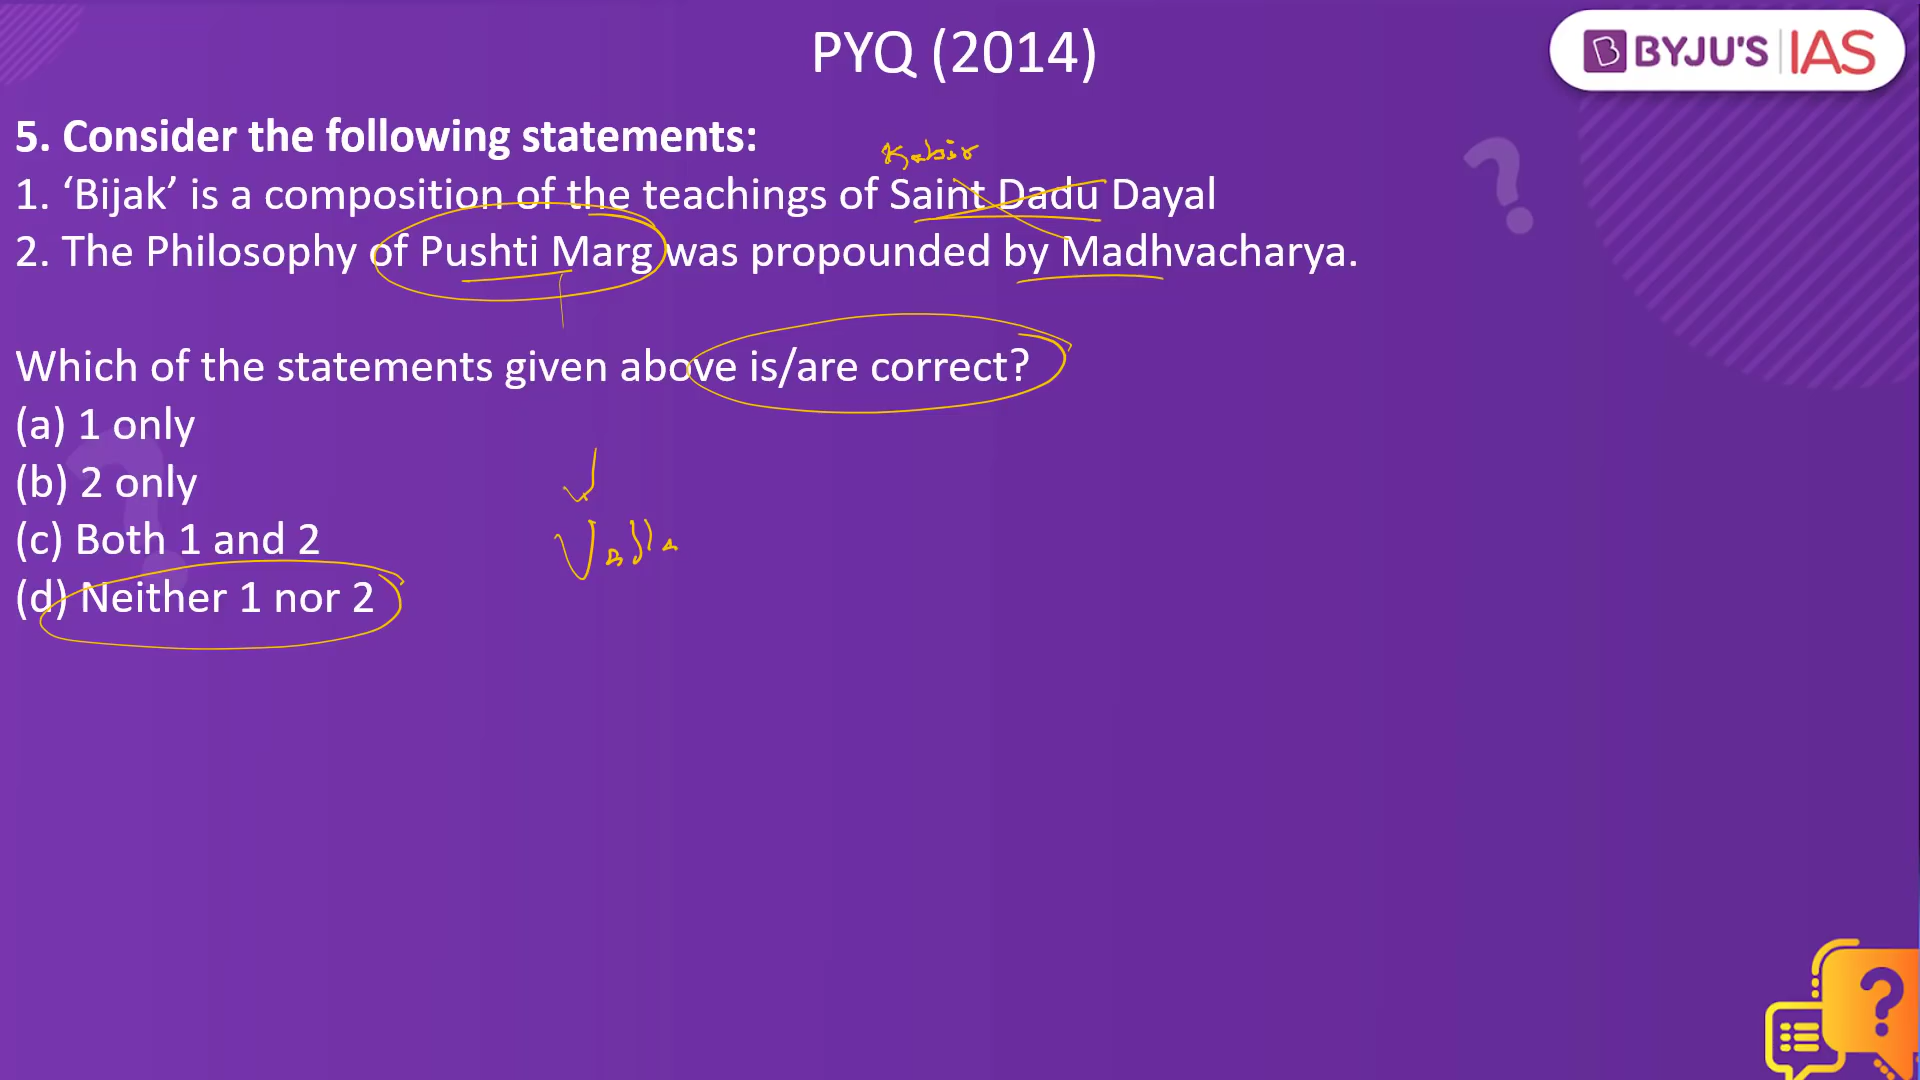 PYQ (2014)
BYJU'S IAS
5. Consider the following statements:
Kabir
1. ‘Bijak’ is a composition of the teachings of Saint Dadu Dayal
2. The Philosophy of Pushti Marg was propounded by Madhvacharya.
Which of the statements given above is/are correct?
(a) 1 only
(b) 2 only
(c) Both 1 and 2
(d) Neither 1 nor 2